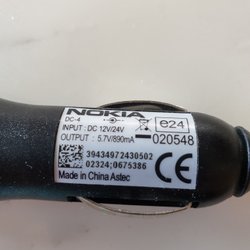 NOKIA
DC-4
e24
INPUT : DC 12V/24V
OUTPUT : 5.7V/890mA
020548
39434972430502
02324;0675386
Made in China Astec